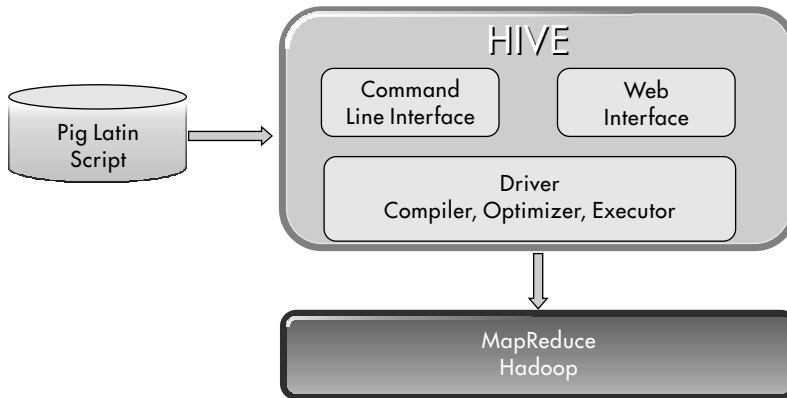 HIVE
Command
Line Interface
Web
Interface
Pig Latin
Script
Driver
Compiler, Optimizer, Executor
MapReduce
Hadoop